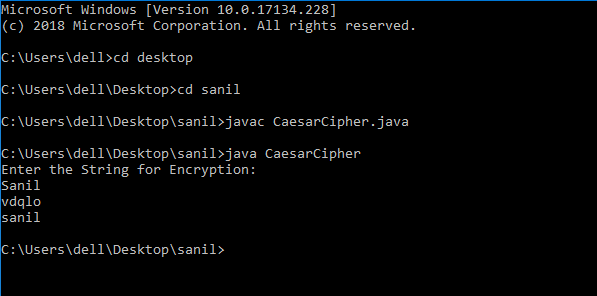 Microsoft Windows [Version 10.0.17134.228]
(c) 2018 Microsoft Corporation. All rights reserved.
C:\Users\dell>cd desktop
C:\Users\dell\Desktop>cd sanil
C:\Users\dell\Desktop\sanil>javac CaesarCipher.java
C:\Users\dell\Desktop\sanil>java CaesarCipher
Enter the String for Encryption:
Sanil
vdqlo
sanil
C:\Users\dell\Desktop\sanil>